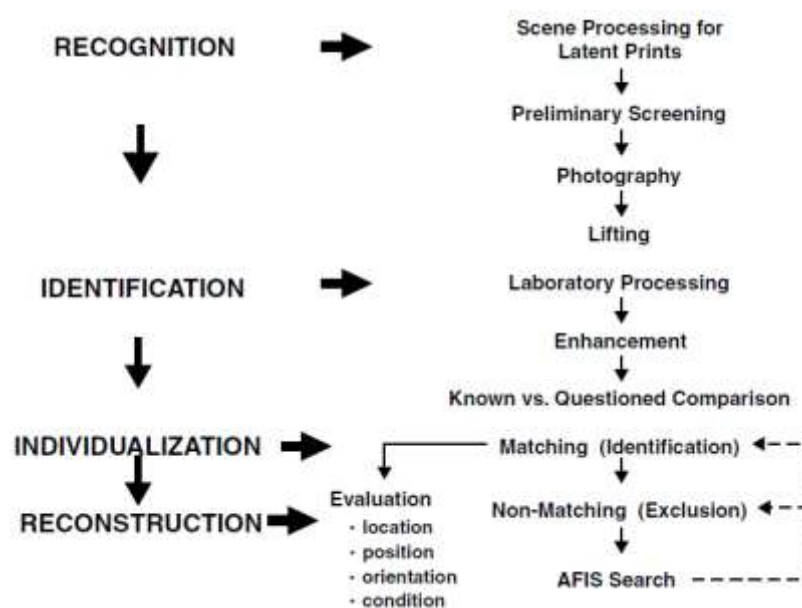 RECOGNITION
Scene Processing for
Latent Prints
Preliminary Screening
Photography
Lifting
IDENTIFICATION
Laboratory Processing
Enhancement
Known vs. Questioned Comparison
INDIVIDUALIZATION
Matching (Identification)
Evaluation
• location
• position
• orientation
• condition
RECONSTRUCTION
Non-Matching (Exclusion)
AFIS Search